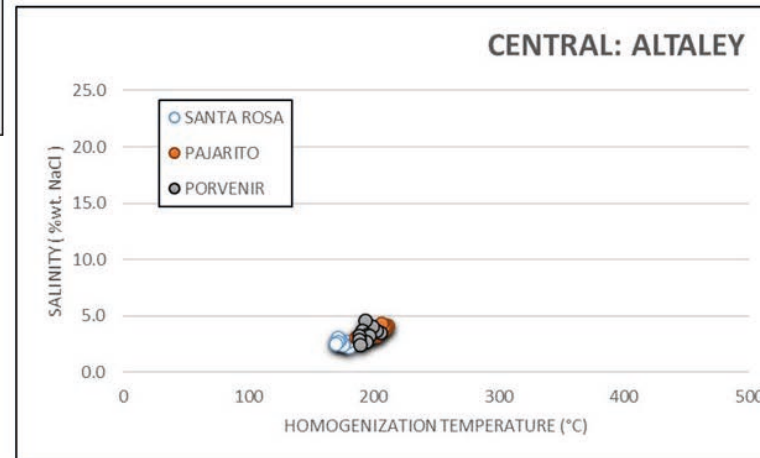 CENTRAL: ALTALEY
25.0
20.0
15.0
10.0
5.0
0.0
SALINITY ( %wt. NaCl)
SANTA ROSA
PAJARITO
PORVENIR
0 100 200 300 400 500
HOMOGENIZATION TEMPERATURE (°C)